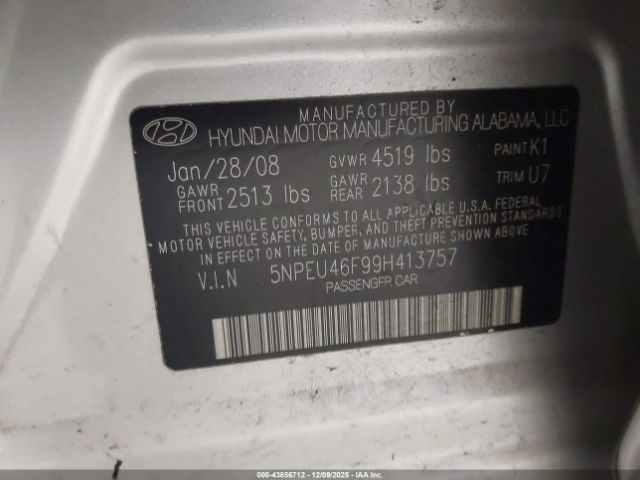 MANUFACTURED BY
HYUNDAI MOTOR MANUFACTURING ALABAMA, LLC
Jan/28/08 GVWR 4519 lbs PAINT K1
GAWR FRONT 2513 lbs GAWR REAR 2138 lbs TRIM U7
THIS VEHICLE CONFORMS TO ALL APPLICABLE U.S.A. FEDERAL
MOTOR VEHICLE SAFETY, BUMPER, AND THEFT PREVENTION STANDARDS
IN EFFECT ON THE DATE OF MANUFACTURE SHOWN ABOVE.
V.I.N 5NPEU46F99H413757
PASSENGER CAR
000-43856712 - 12/09/2025 - IAAI.COM